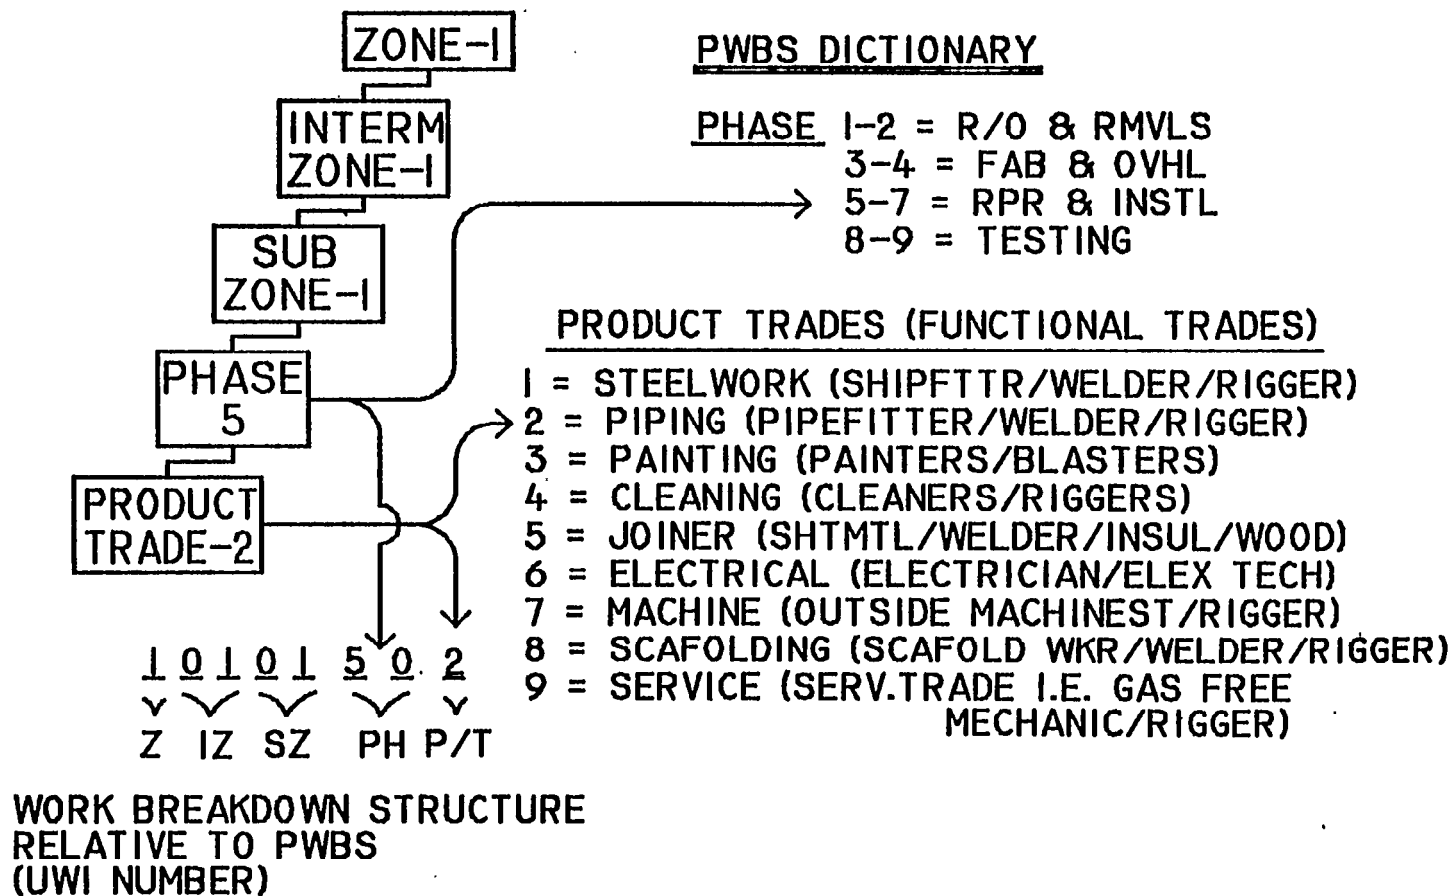 ZONE-1
INTERM
ZONE-1
SUB
ZONE-1
PHASE
5
PRODUCT
TRADE-2
PWBS DICTIONARY
PHASE 1-2 = R/O & RMVLS
3-4 = FAB & OVHL
5-7 = RPR & INSTL
8-9 = TESTING
PRODUCT TRADES (FUNCTIONAL TRADES)
1 = STEELWORK (SHIPFTTR/WELDER/RIGGER)
2 = PIPING (PIPEFITTER/WELDER/RIGGER)
3 = PAINTING (PAINTERS/BLASTERS)
4 = CLEANING (CLEANERS/RIGGERS)
5 = JOINER (SHTMTL/WELDER/INSUL/WOOD)
6 = ELECTRICAL (ELECTRICIAN/ELEX TECH)
7 = MACHINE (OUTSIDE MACHINEST/RIGGER)
8 = SCAFOLDING (SCAFOLD WKR/WELDER/RIGGER)
9 = SERVICE (SERV.TRADE I.E. GAS FREE
MECHANIC/RIGGER)
1 0 1 0 1 5 0 2
Z IZ SZ PH P/T
WORK BREAKDOWN STRUCTURE
RELATIVE TO PWBS
(UWI NUMBER)